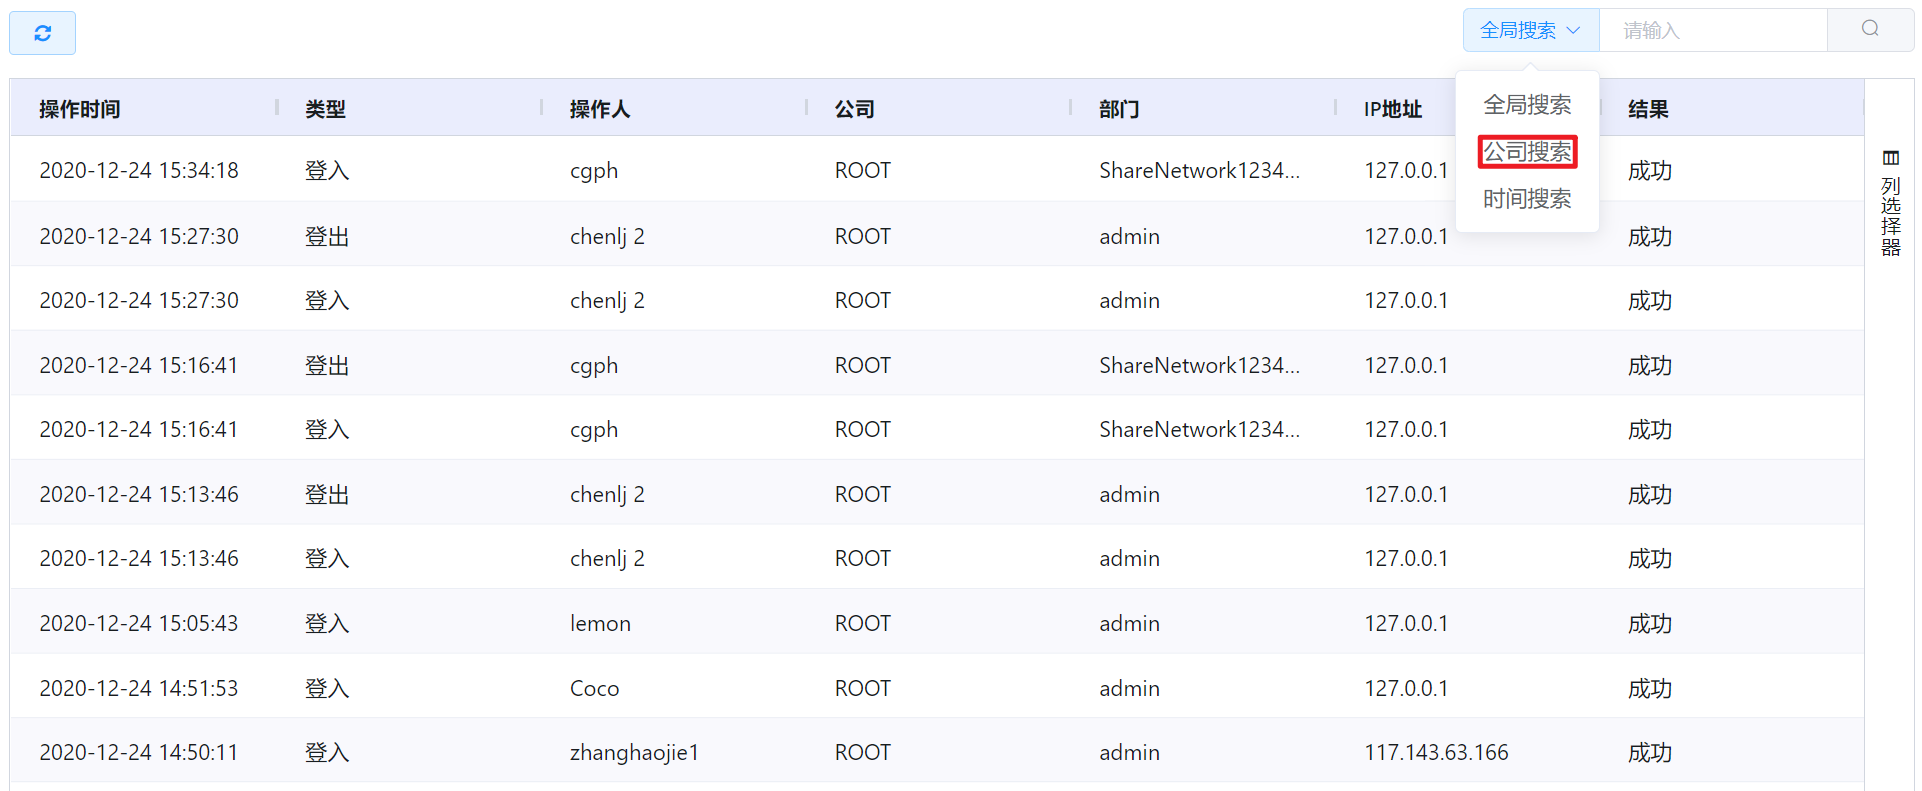 全局搜索 请输入
全局搜索
公司搜索
时间搜索
操作时间 类型 操作人 公司 部门 IP地址 结果
2020-12-24 15:34:18 登入 cgph ROOT ShareNetwork1234... 127.0.0.1 成功
2020-12-24 15:27:30 登出 chenlj 2 ROOT admin 127.0.0.1 成功
2020-12-24 15:27:30 登入 chenlj 2 ROOT admin 127.0.0.1 成功
2020-12-24 15:16:41 登出 cgph ROOT ShareNetwork1234... 127.0.0.1 成功
2020-12-24 15:16:41 登入 cgph ROOT ShareNetwork1234... 127.0.0.1 成功
2020-12-24 15:13:46 登出 chenlj 2 ROOT admin 127.0.0.1 成功
2020-12-24 15:13:46 登入 chenlj 2 ROOT admin 127.0.0.1 成功
2020-12-24 15:05:43 登入 lemon ROOT admin 127.0.0.1 成功
2020-12-24 14:51:53 登入 Coco ROOT admin 127.0.0.1 成功
2020-12-24 14:50:11 登入 zhanghaojie1 ROOT admin 117.143.63.166 成功
列选择器